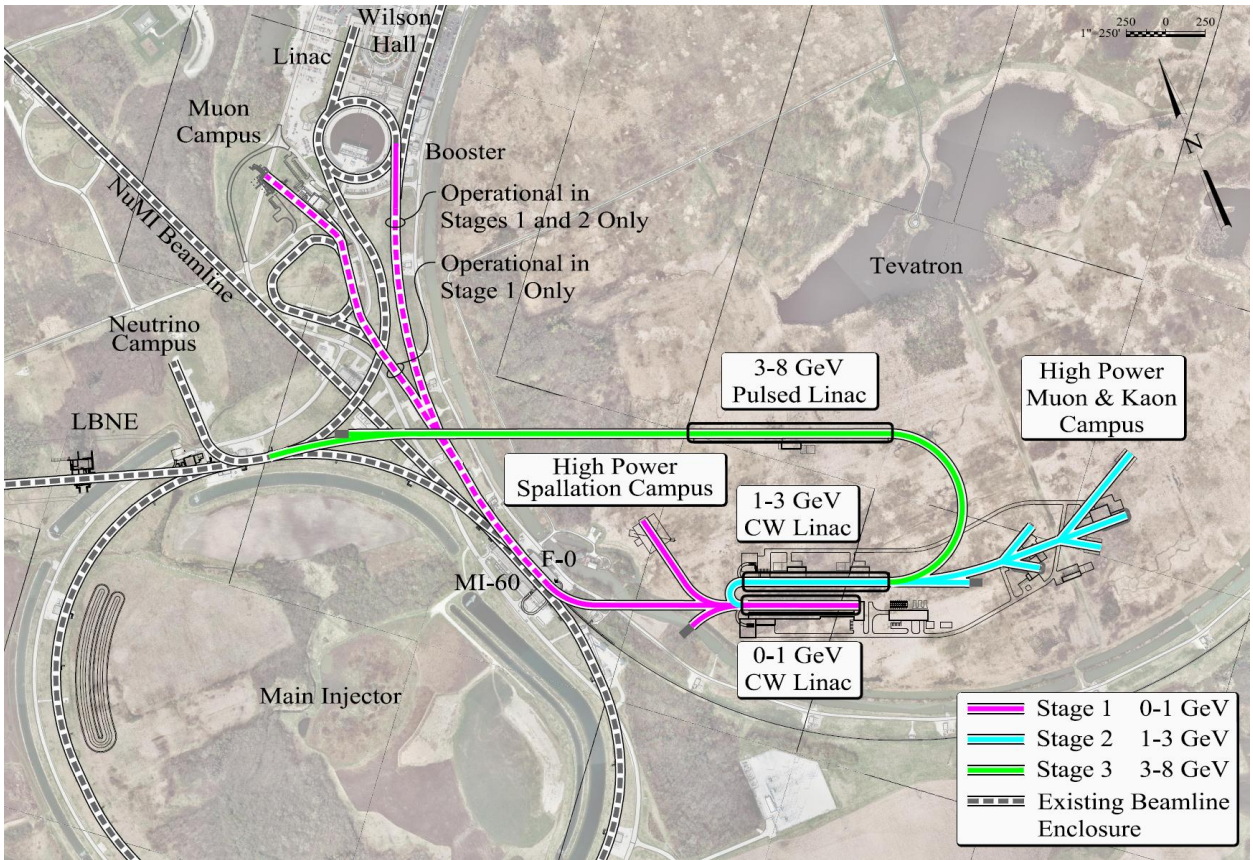 Wilson
Hall
Linac
Muon
Campus
Booster
NuMI Beamline
Operational in
Stages 1 and 2 Only
Operational in
Stage 1 Only
Neutrino
Campus
LBNE
Tevatron
250 0 250
1"=250'
N
3-8 GeV
Pulsed Linac
High Power
Muon & Kaon
Campus
High Power
Spallation Campus
1-3 GeV
CW Linac
F-0
MI-60
0-1 GeV
CW Linac
Main Injector
Stage 1 0-1 GeV
Stage 2 1-3 GeV
Stage 3 3-8 GeV
Existing Beamline
Enclosure